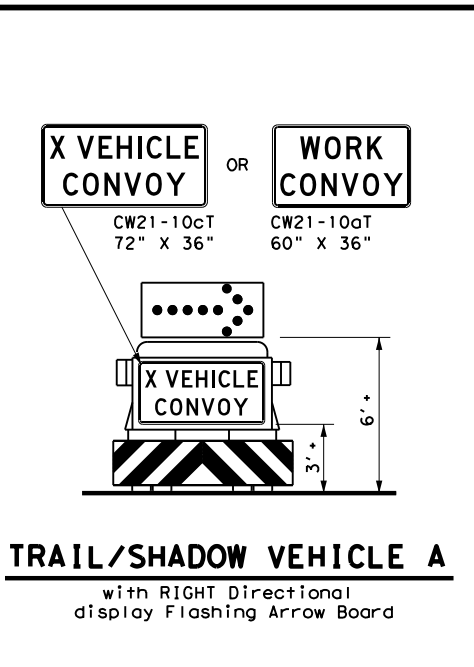 X VEHICLE
CONVOY
OR
WORK
CONVOY
CW21-10cT
72" X 36"
CW21-10aT
60" X 36"
X VEHICLE
CONVOY
6' +
3' +
TRAIL/SHADOW VEHICLE A
with RIGHT Directional
display Flashing Arrow Board